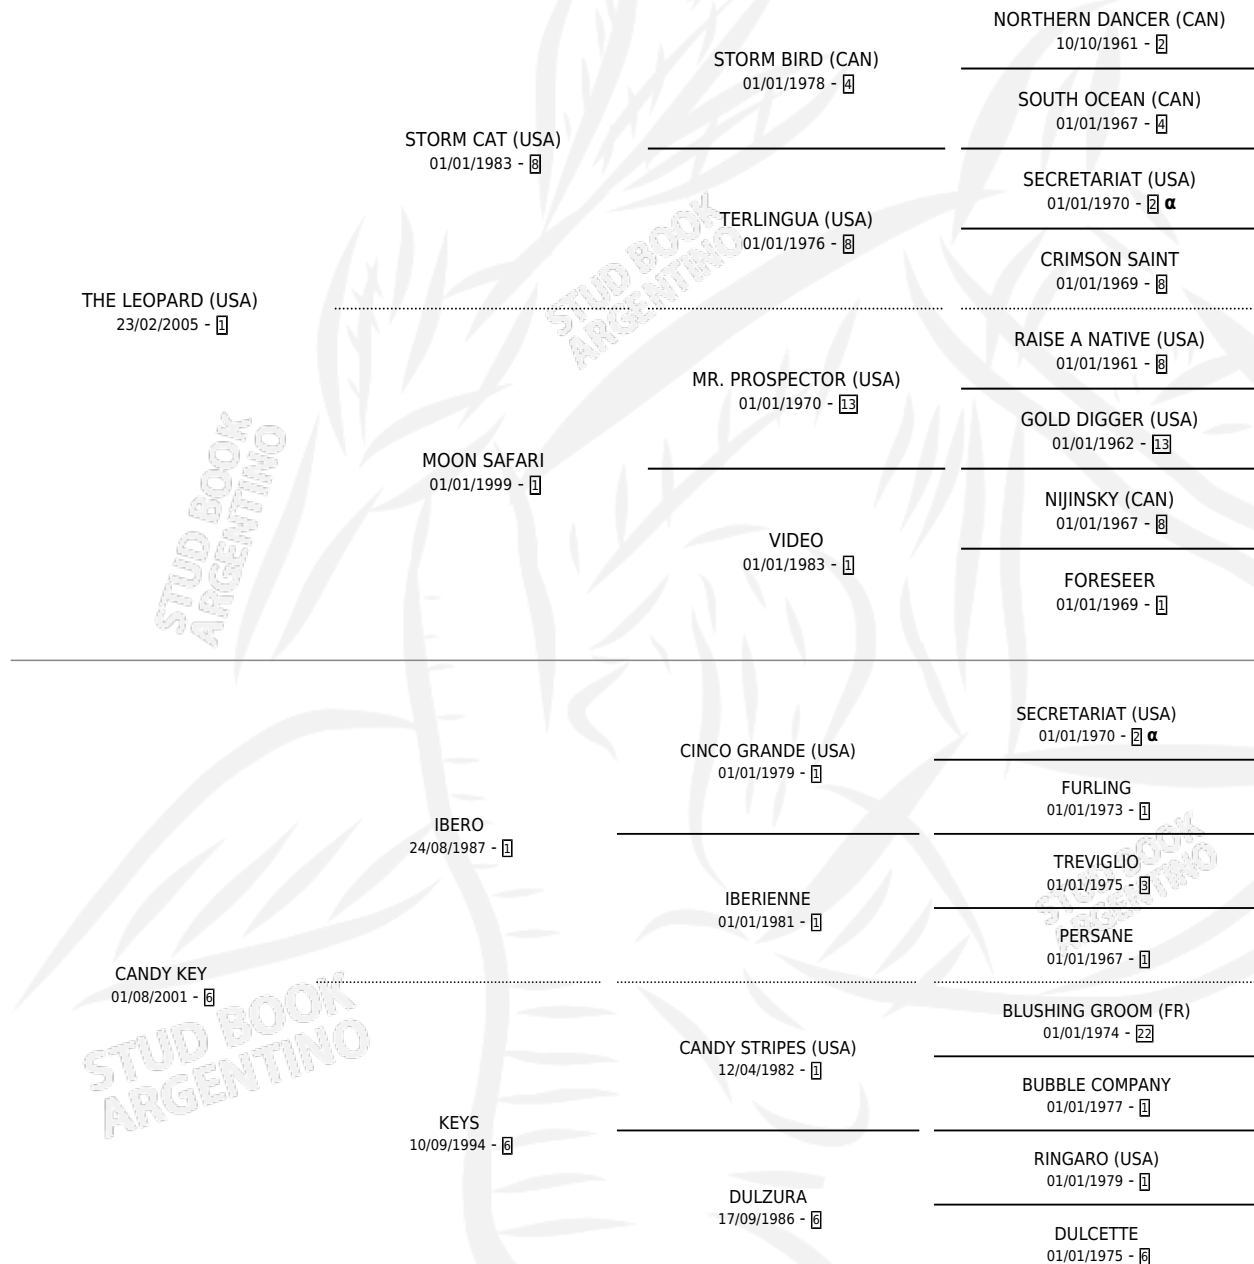 NORTHERN DANCER (CAN)
10/10/1961 - 2
STORM BIRD (CAN)
01/01/1978 - 4
SOUTH OCEAN (CAN)
01/01/1967 - 4
STORM CAT (USA)
01/01/1983 - 8
SECRETARIAT (USA)
01/01/1970 - 2 α
TERLINGUA (USA)
01/01/1976 - 8
CRIMSON SAINT
01/01/1969 - 8
THE LEOPARD (USA)
23/02/2005 - 1
STUD BOOK
ARGENTINO
RAISE A NATIVE (USA)
01/01/1961 - 8
MR. PROSPECTOR (USA)
01/01/1970 - 13
GOLD DIGGER (USA)
01/01/1962 - 13
MOON SAFARI
01/01/1999 - 1
NIJINSKY (CAN)
01/01/1967 - 8
VIDEO
01/01/1983 - 1
FORESEER
01/01/1969 - 1
STUD BOOK
ARGENTINO
SECRETARIAT (USA)
01/01/1970 - 2 α
CINCO GRANDE (USA)
01/01/1979 - 1
FURLING
01/01/1973 - 1
IBERO
24/08/1987 - 1
TREVIGLIO
01/01/1975 - 3
IBERIENNE
01/01/1981 - 1
PERSANE
01/01/1967 - 1
STUD BOOK
ARGENTINO
CANDY KEY
01/08/2001 - 6
BLUSHING GROOM (FR)
01/01/1974 - 22
CANDY STRIPES (USA)
12/04/1982 - 1
BUBBLE COMPANY
01/01/1977 - 1
STUD BOOK
ARGENTINO
KEYS
10/09/1994 - 6
RINGARO (USA)
01/01/1979 - 1
DULZURA
17/09/1986 - 6
DULCETTE
01/01/1975 - 6